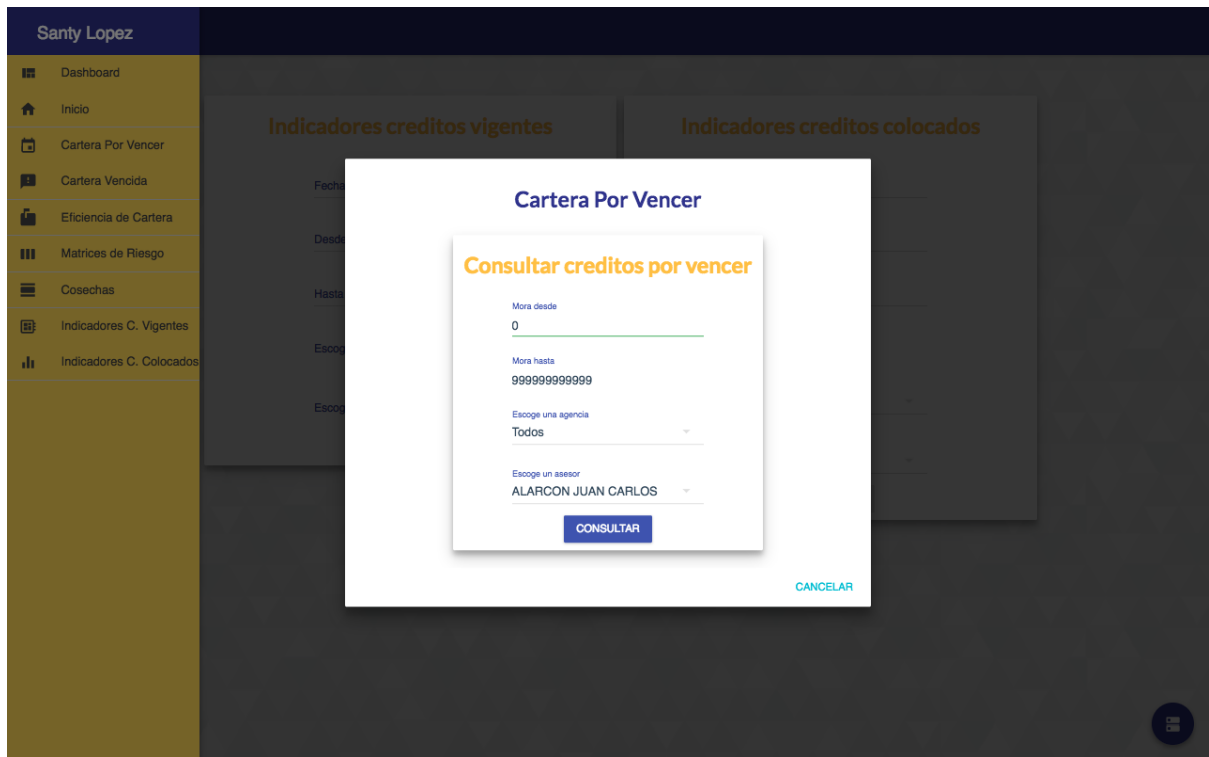 Santy Lopez
Dashboard
Inicio
Cartera Por Vencer
Cartera Vencida
Eficiencia de Cartera
Matrices de Riesgo
Cosechas
Indicadores C. Vigentes
Indicadores C. Colocados
Indicadores creditos vigentes
Indicadores creditos colocados
Fecha
Desde
Escog
Escog
Cartera Por Vencer
Consultar creditos por vencer
Mora desde
0
Mora hasta
999999999999
Escoge una agencia
Todos
Escoge un asesor
ALARCON JUAN CARLOS
CONSULTAR
CANCELAR